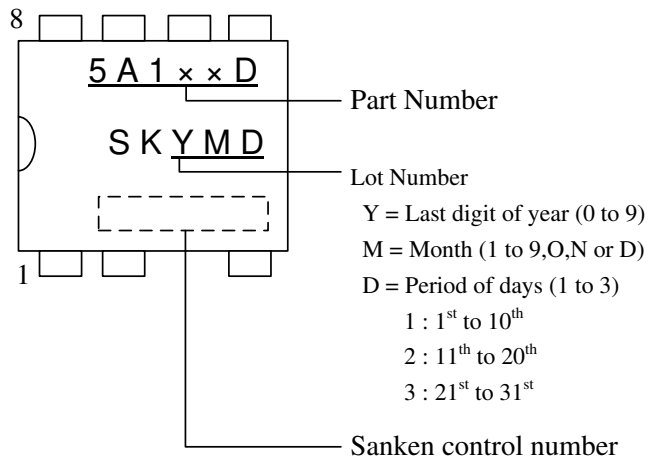 8
5 A 1 × × D
Part Number
S K Y M D
Lot Number
Y = Last digit of year (0 to 9)
M = Month (1 to 9,O,N or D)
D = Period of days (1 to 3)
1 : 1st to 10th
2 : 11th to 20th
3 : 21st to 31st
1
Sanken control number